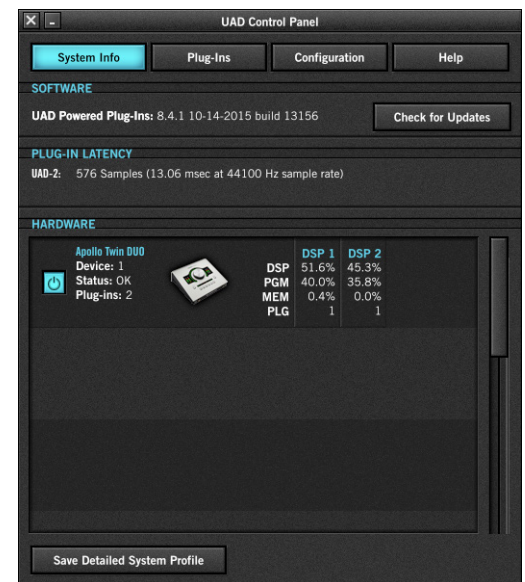 UAD Control Panel
System Info Plug-Ins Configuration Help
SOFTWARE
UAD Powered Plug-Ins: 8.4.1 10-14-2015 build 13156 Check for Updates
PLUG-IN LATENCY
UAD-2: 576 Samples (13.06 msec at 44100 Hz sample rate)
HARDWARE
Apollo Twin DUO
Device: 1
Status: OK
Plug-ins: 2
DSP 1 DSP 2
DSP 51.6% 45.3%
PGM 40.0% 35.8%
MEM 0.4% 0.0%
PLG 1 1
Save Detailed System Profile